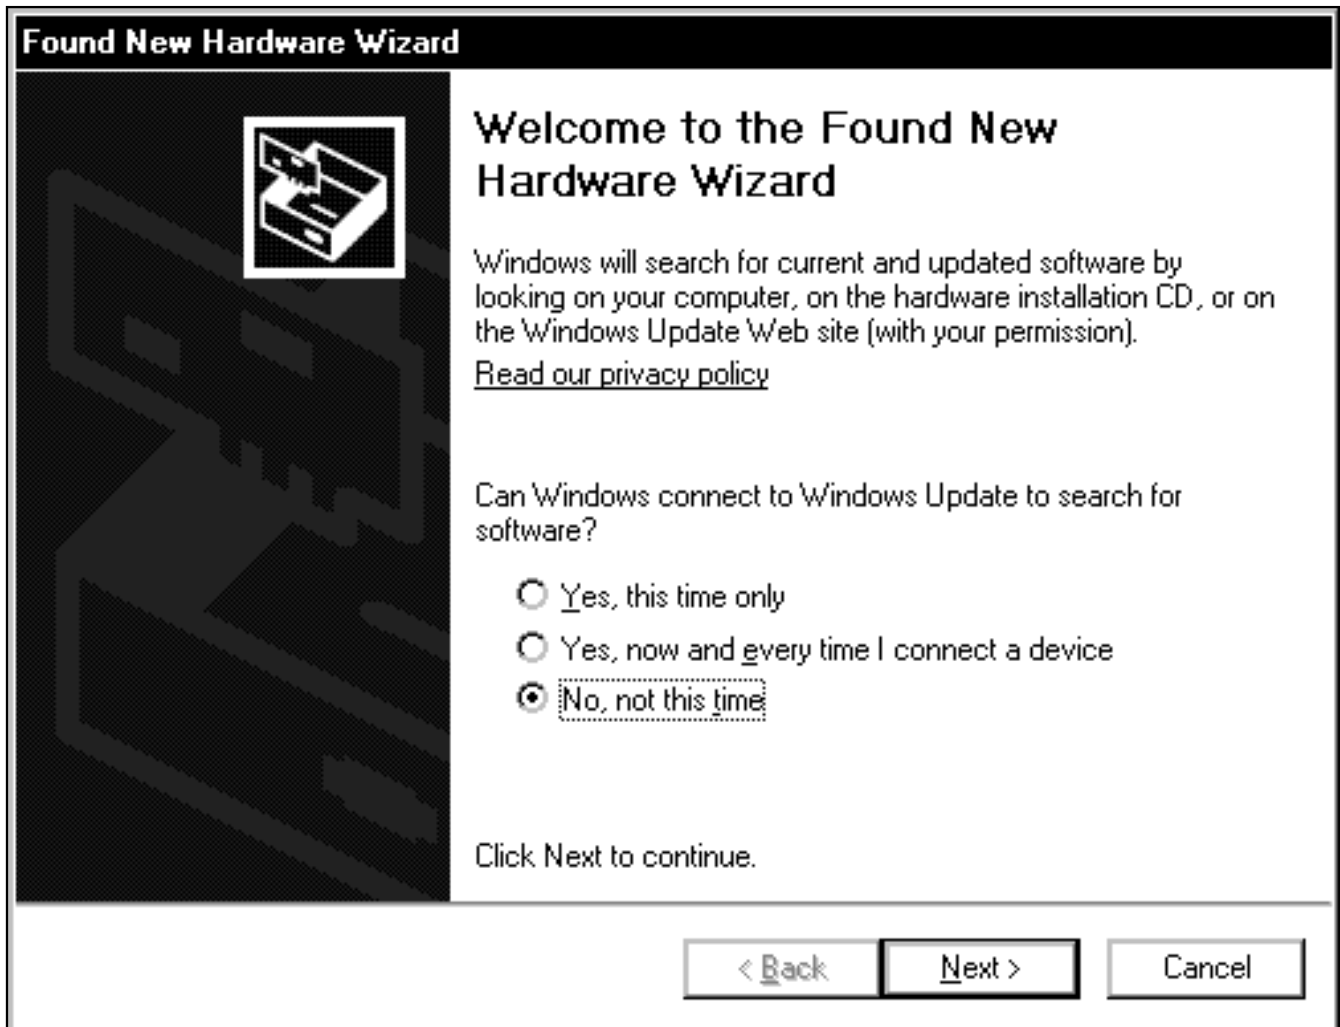 Found New Hardware Wizard
Welcome to the Found New
Hardware Wizard
Windows will search for current and updated software by
looking on your computer, on the hardware installation CD, or on
the Windows Update Web site (with your permission).
Read our privacy policy
Can Windows connect to Windows Update to search for
software?
Yes, this time only
Yes, now and every time I connect a device
No, not this time
Click Next to continue.
< Back
Next >
Cancel